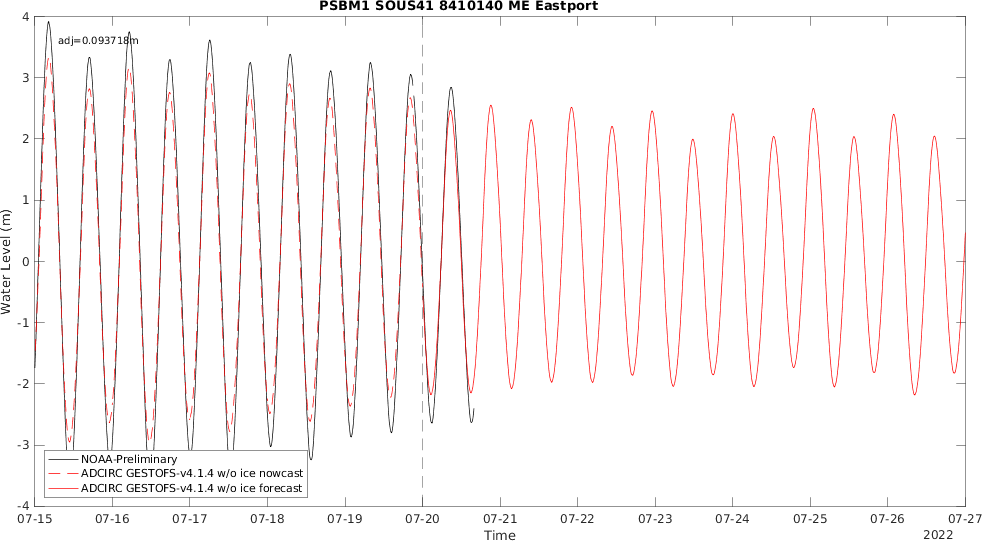 PSBM1 SOUS41 8410140 ME Eastport
adj=0.093718m
4
3
2
1
0
-1
-2
-3
-4
Water Level (m)
NOAA-Preliminary
ADCIRC GESTOFS-v4.1.4 w/o ice nowcast
ADCIRC GESTOFS-v4.1.4 w/o ice forecast
07-15 07-16 07-17 07-18 07-19 07-20 07-21 07-22 07-23 07-24 07-25 07-26 07-27
Time
2022